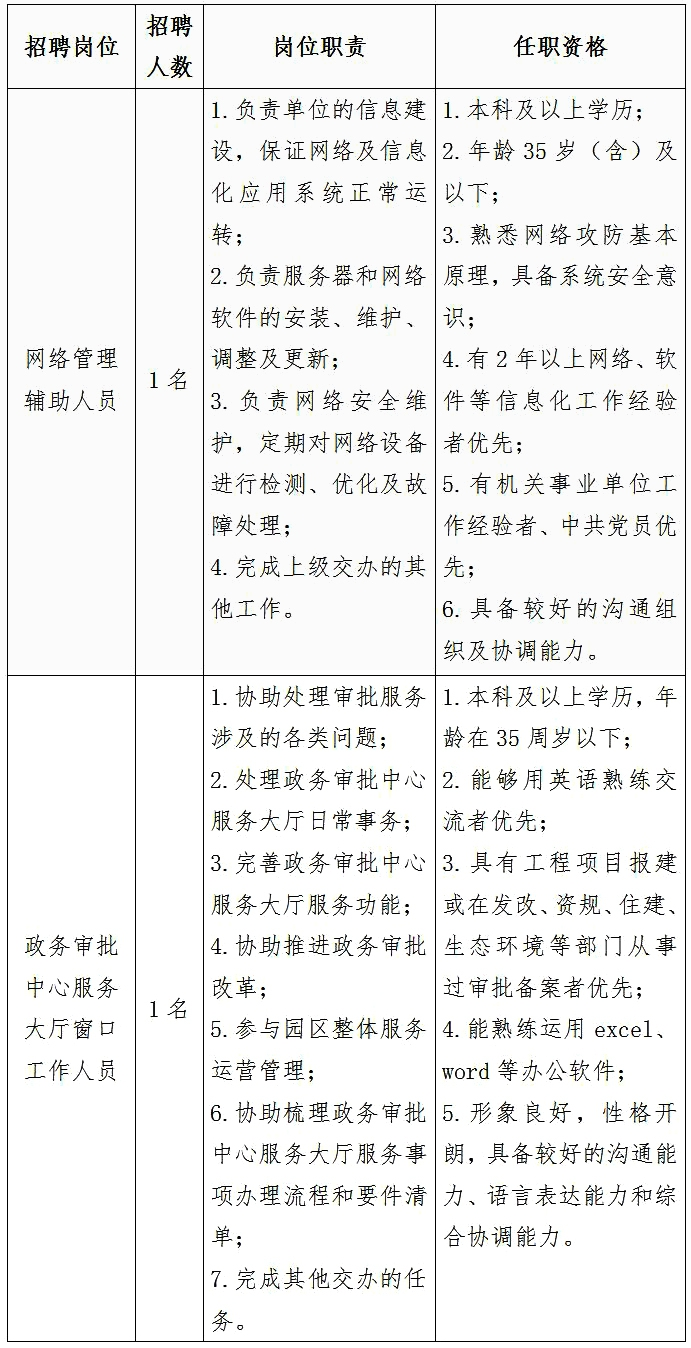 招聘岗位
招聘
人数
岗位职责
任职资格
网络管理
辅助人员
1 名
1.负责单位的信息建
设，保证网络及信息
化应用系统正常运
转；
2.负责服务器和网络
软件的安装、维护、
调整及更新；
3.负责网络安全维
护，定期对网络设备
进行检测、优化及故
障处理；
4.完成上级交办的其
他工作。
1.本科及以上学历；
2.年龄 35 岁（含）及
以下；
3.熟悉网络攻防基本
原理，具备系统安全意
识；
4.有 2 年以上网络、软
件等信息化工作经验
者优先；
5.有机关事业单位工
作经验者、中共党员优
先；
6.具备较好的沟通组
织及协调能力。
政务审批
中心服务
大厅窗口
工作人员
1 名
1.协助处理审批服务
涉及的各类问题；
2.处理政务审批中心
服务大厅日常事务；
3.完善政务审批中心
服务大厅服务功能；
4.协助推进政务审批
改革；
5.参与园区整体服务
运营管理；
6.协助梳理政务审批
中心服务大厅服务事
项办理流程和要件清
单；
7.完成其他交办的任
务。
1.本科及以上学历，年
龄在 35 周岁以下；
2.能够用英语熟练交
流者优先；
3.具有工程项目报建
或在发改、资规、住建、
生态环境等部门从事
过审批备案者优先；
4.能熟练运用 excel、
word 等办公软件；
5.形象良好，性格开
朗，具备较好的沟通能
力、语言表达能力和综
合协调能力。